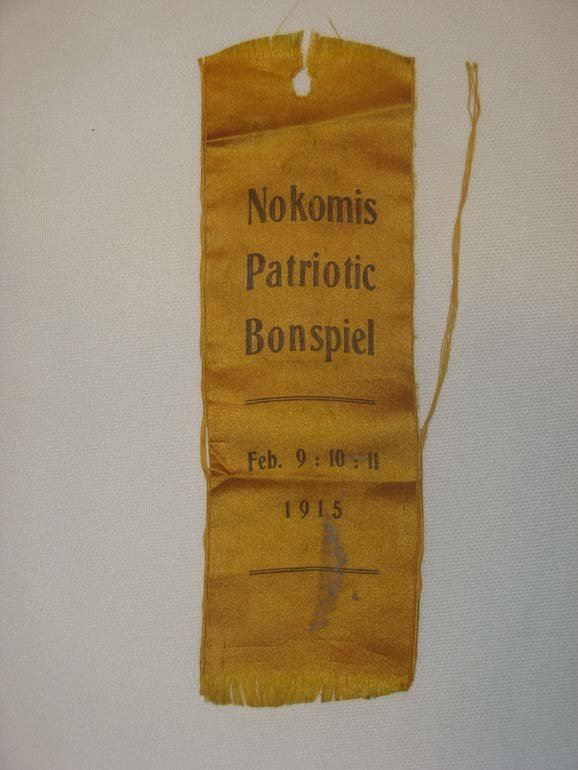 Nokomis
Patriotic
Bonspiel
Feb. 9 : 10 : 11
1915